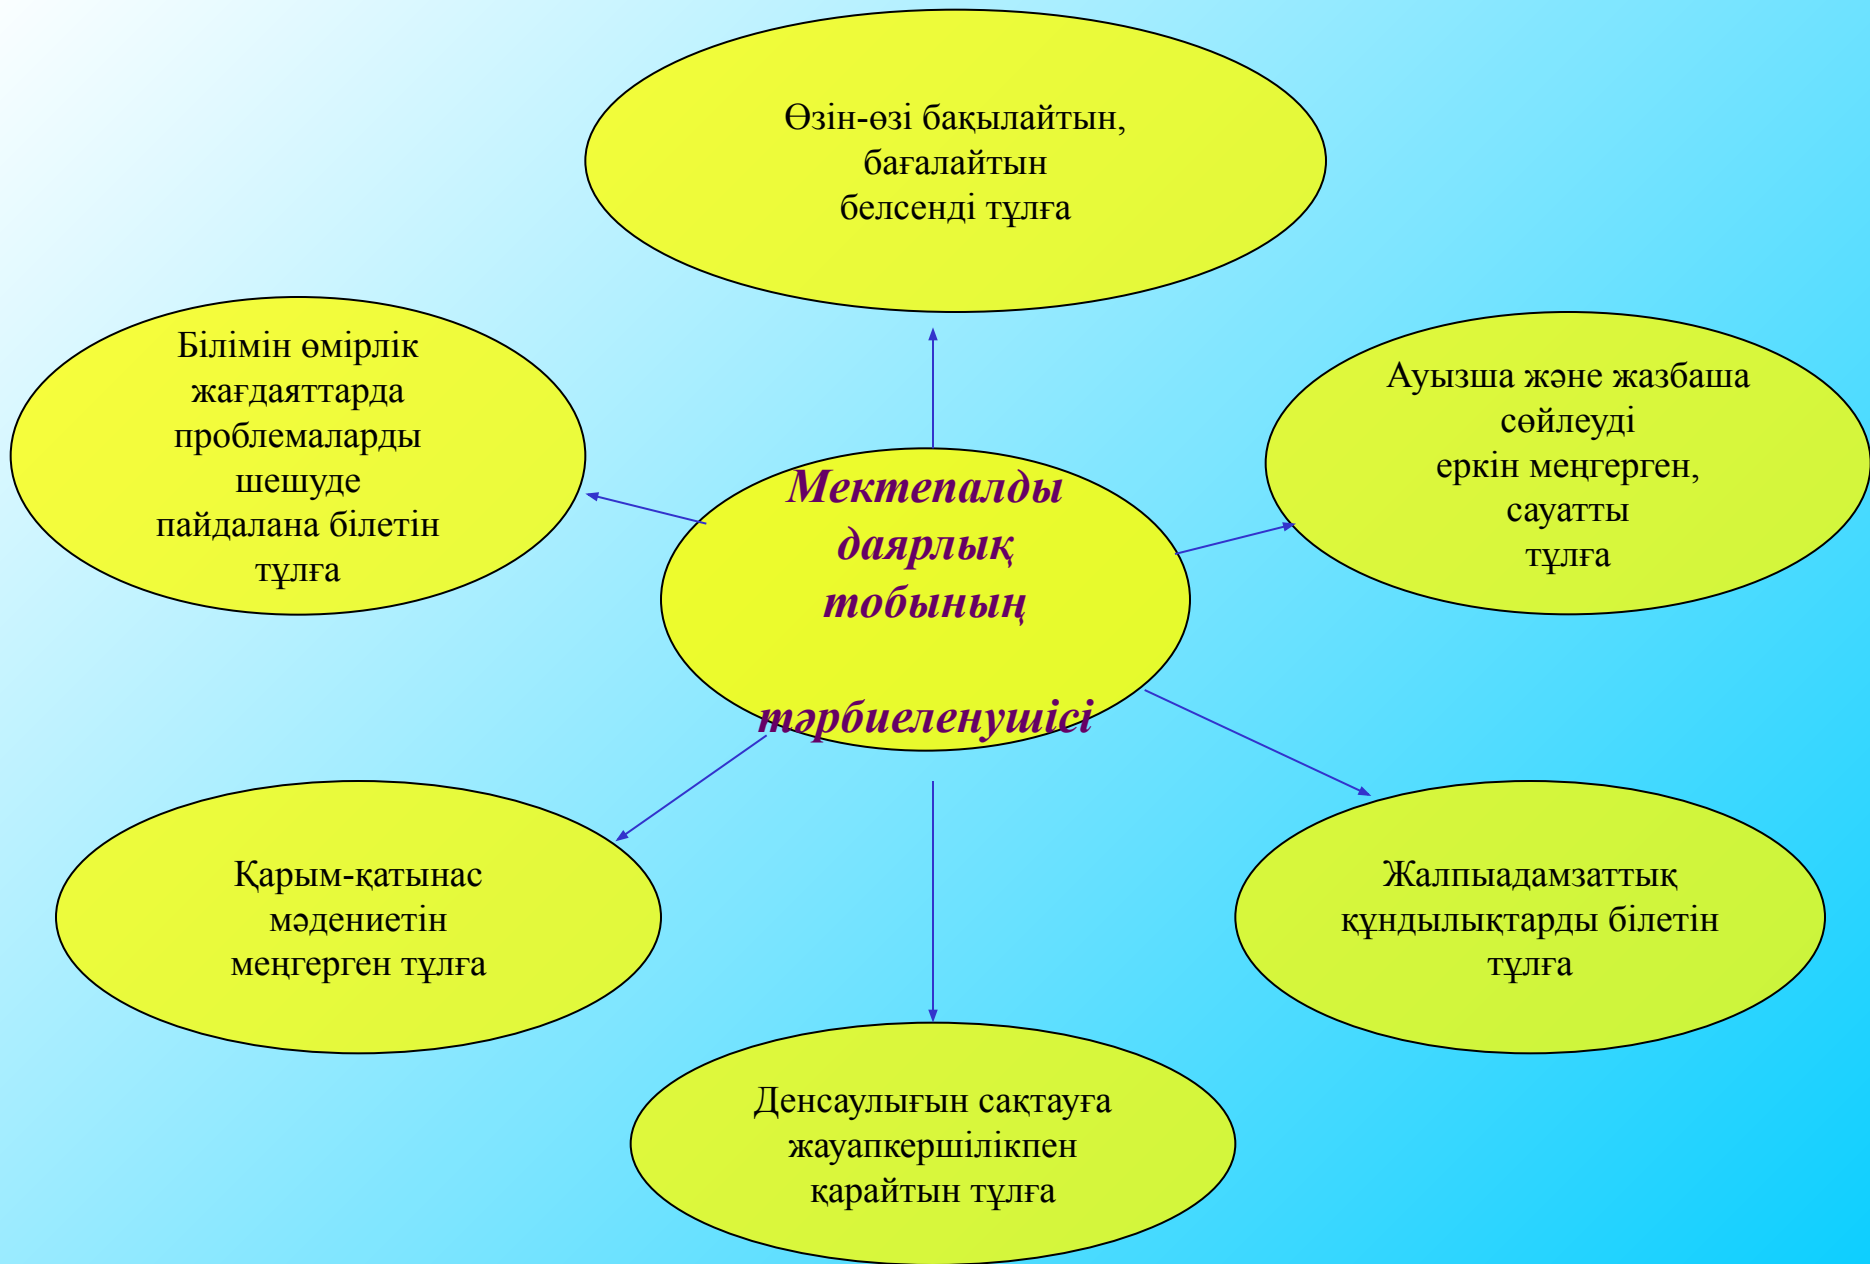 Өзін-өзі бақылайтын,
бағалайтын
белсенді тұлға
Білімін өмірлік
жағдаяттарда
проблемаларды
шешуде
пайдалана білетін
тұлға
Ауызша және жазбаша
сөйлеуді
еркін меңгерген,
сауатты
тұлға
Мектепалды
даярлық
тобының
тәрбиеленушісі
Қарым-қатынас
мәдениетін
меңгерген тұлға
Жалпыадамзаттық
құндылықтарды білетін
тұлға
Денсаулығын сақтауға
жауапкершілікпен
қарайтын тұлға